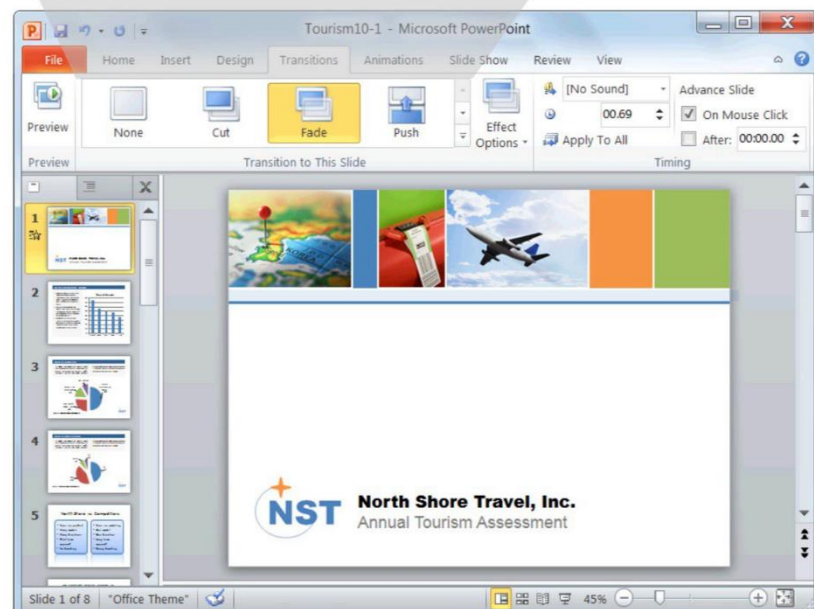 Tourism10-1 - Microsoft PowerPoint
File Home Insert Design Transitions Animations Slide Show Review View
Preview
None Cut Fade Push
Effect Options
[No Sound]
00.69
Apply To All
Advance Slide
On Mouse Click
After: 00:00.00
Preview Transition to This Slide Timing
1
2
3
4
5
KOREA
NST North Shore Travel, Inc.
Annual Tourism Assessment
Slide 1 of 8 "Office Theme" 45%